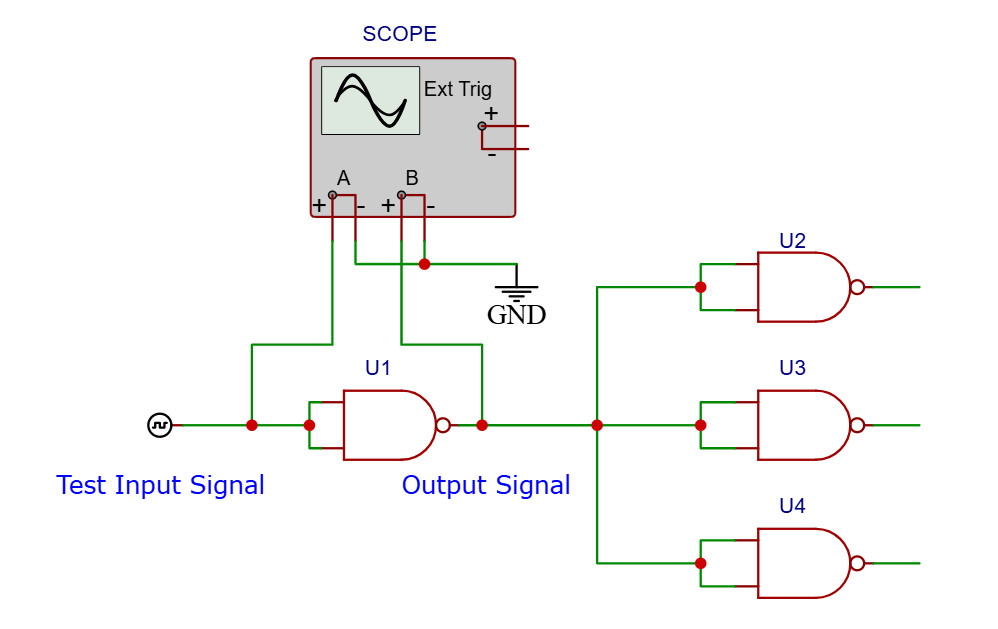 SCOPE
Ext Trig
+
-
A
B
+ - + -
GND
U1
U2
U3
U4
Test Input Signal
Output Signal